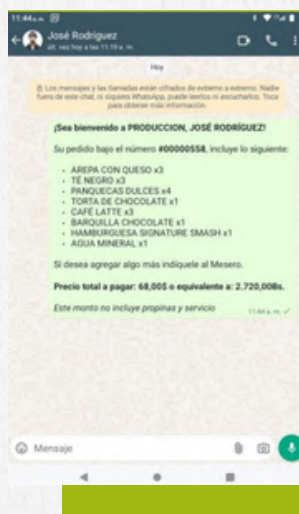 11:44 a. m.
José Rodríguez
últ. vez hoy a las 11:19 a. m.
Hoy
Los mensajes y las llamadas están cifrados de extremo a extremo. Nadie
fuera de este chat, ni siquiera WhatsApp, puede leerlos ni escucharlos. Toca
para obtener más información.
¡Sea bienvenido a PRODUCCION, JOSÉ RODRÍGUEZ!
Su pedido bajo el número #00000558, incluye lo siguiente:
- AREPA CON QUESO x3
- TÉ NEGRO x3
- PANQUECAS DULCES x4
- TORTA DE CHOCOLATE x1
- CAFÉ LATTE x3
- BARQUILLA CHOCOLATE x1
- HAMBURGUESA SIGNATURE SMASH x1
- AGUA MINERAL x1
Si desea agregar algo más indíquele al Mesero.
Precio total a pagar: 68,00$ o equivalente a: 2.720,00Bs.
Este monto no incluye propinas y servicio
11:44 a. m.
Mensaje